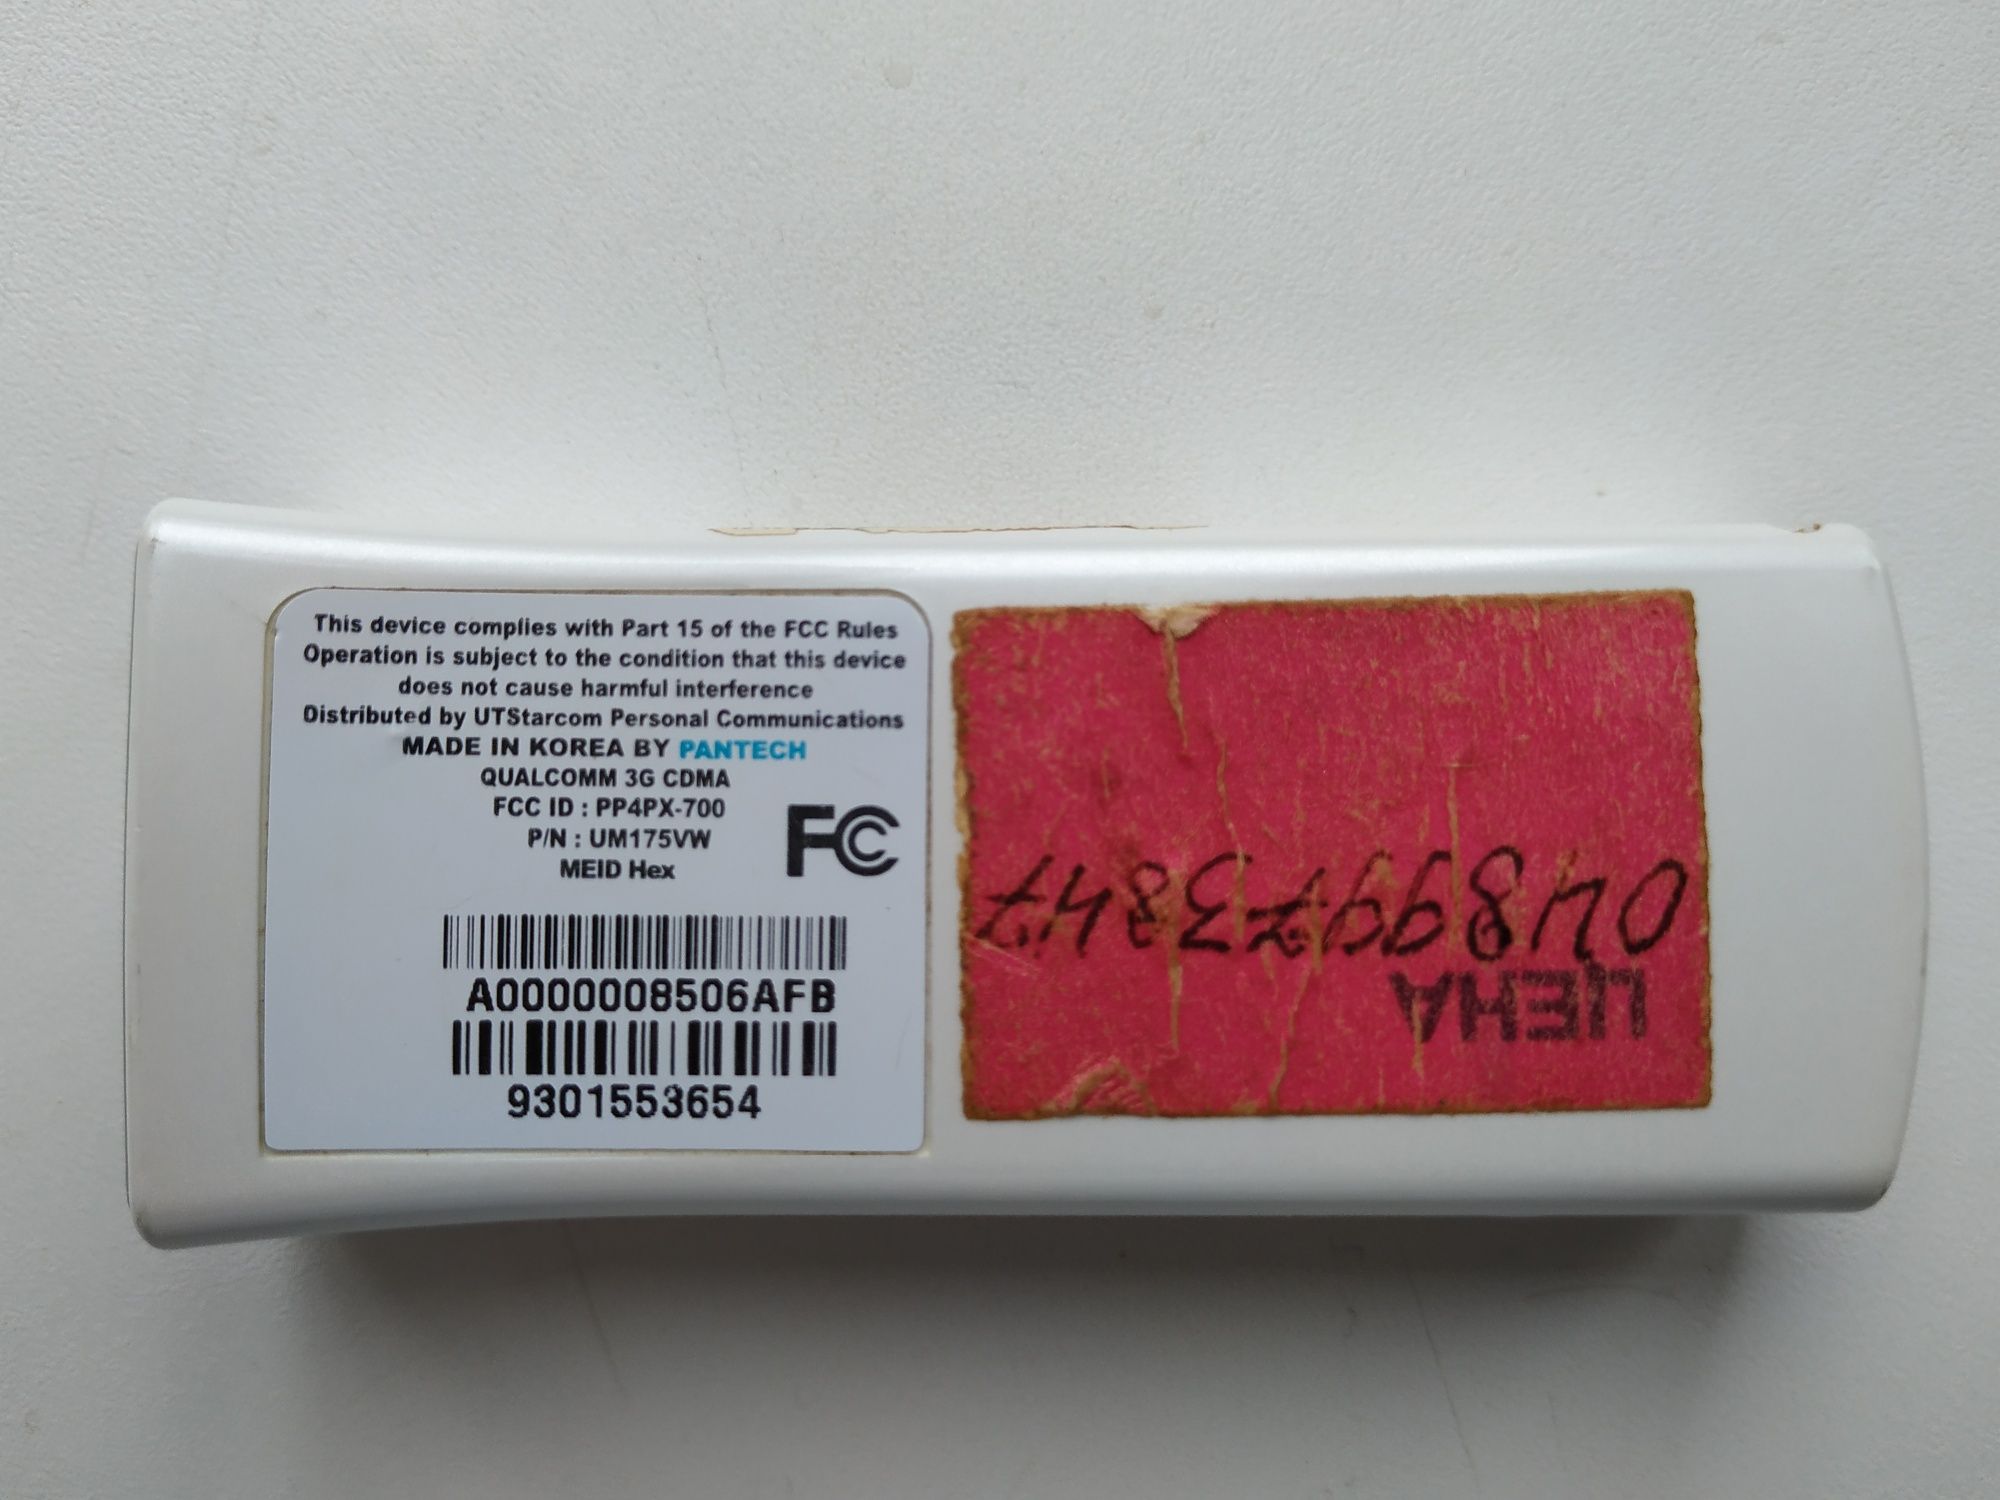 This device complies with Part 15 of the FCC Rules
Operation is subject to the condition that this device
does not cause harmful interference
Distributed by UTStarcom Personal Communications
MADE IN KOREA BY PANTECH
QUALCOMM 3G CDMA
FCC ID : PP4PX-700
P/N : UM175VW
MEID Hex
FC
A0000008506AFB
9301553654
ЦЕНА
0489973847